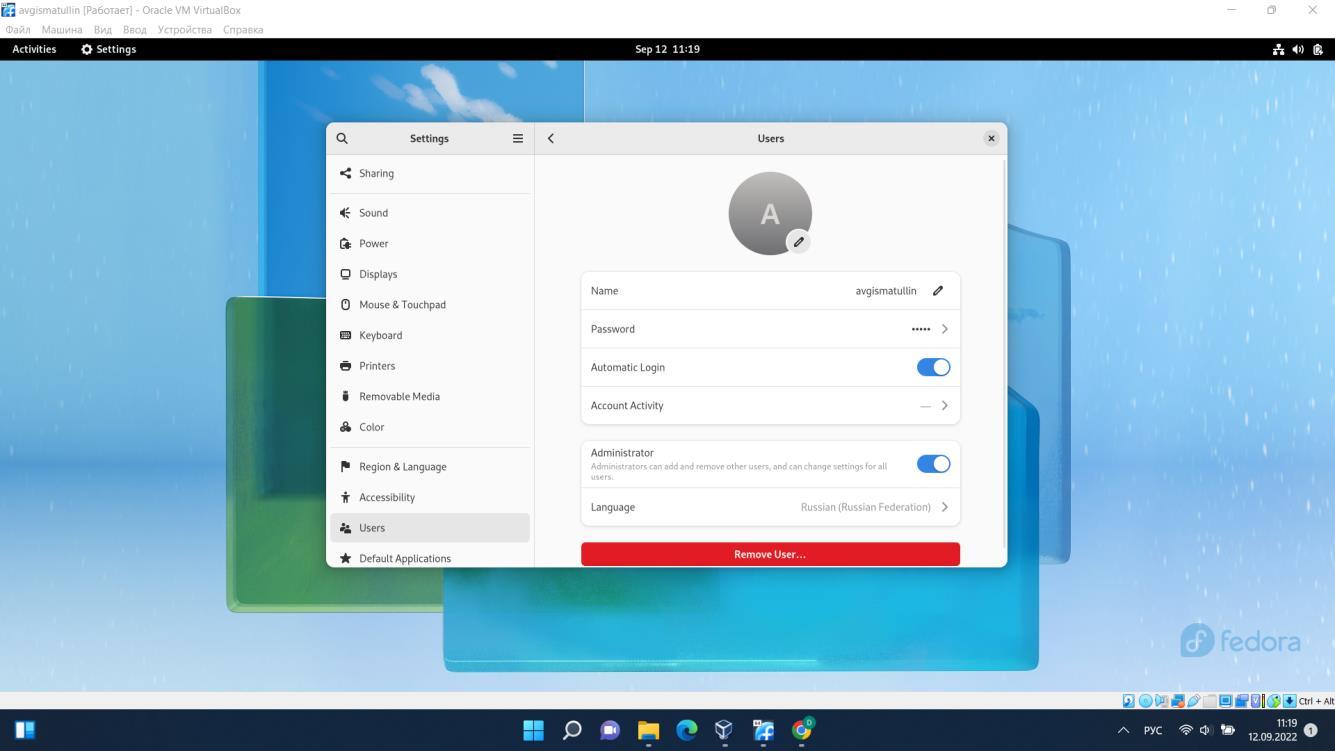 avgismatullin [Работает] - Oracle VM VirtualBox
Файл Машина Вид Ввод Устройства Справка
Activities Settings Sep 12 11:19
Settings
Users
Sharing
Sound
Power
Displays
Mouse & Touchpad
Keyboard
Printers
Removable Media
Color
Region & Language
Accessibility
Users
Default Applications
A
Name avgismatullin
Password •••••
Automatic Login
Account Activity —
Administrator
Administrators can add and remove other users, and can change settings for all
users.
Language Russian (Russian Federation)
Remove User...
fedora
Ctrl + Alt
РУС
11:19
12.09.2022
1
D